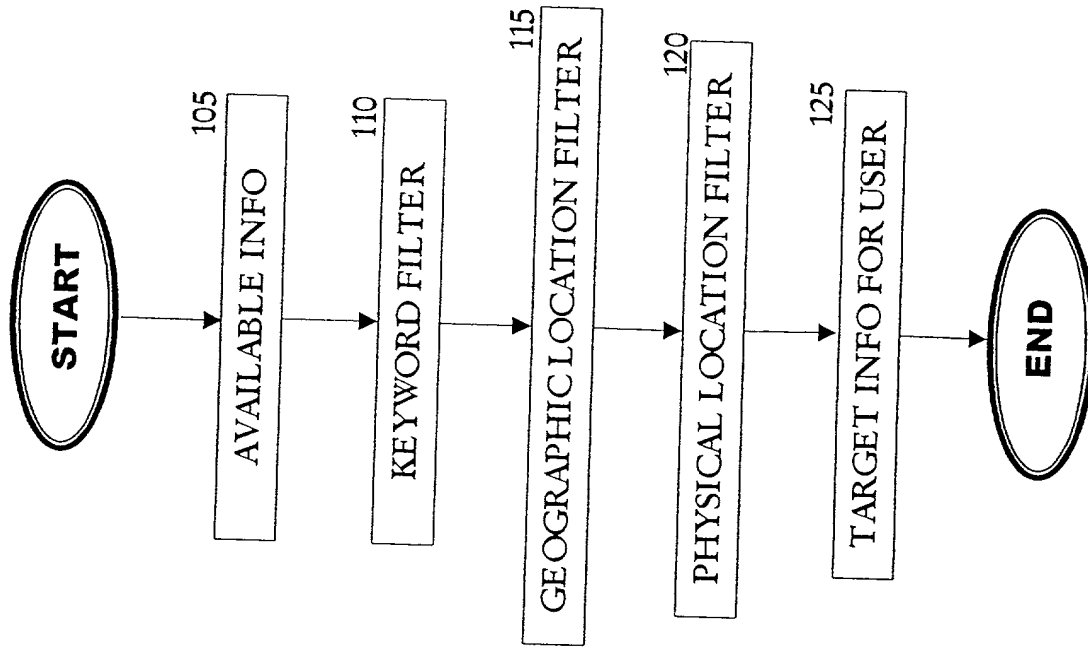 START
105
AVAILABLE INFO
110
KEYWORD FILTER
115
GEOGRAPHIC LOCATION FILTER
120
PHYSICAL LOCATION FILTER
125
TARGET INFO FOR USER
END